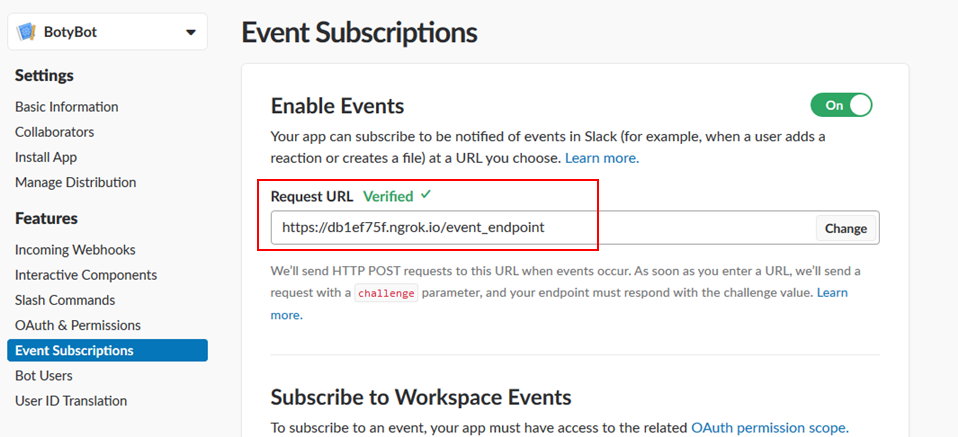 BotyBot
Settings
Basic Information
Collaborators
Install App
Manage Distribution
Features
Incoming Webhooks
Interactive Components
Slash Commands
OAuth & Permissions
Event Subscriptions
Bot Users
User ID Translation
Event Subscriptions
Enable Events
On
Your app can subscribe to be notified of events in Slack (for example, when a user adds a
reaction or creates a file) at a URL you choose. Learn more.
Request URL Verified ✓
https://db1ef75f.ngrok.io/event_endpoint
Change
We’ll send HTTP POST requests to this URL when events occur. As soon as you enter a URL, we’ll send a
request with a challenge parameter, and your endpoint must respond with the challenge value. Learn
more.
Subscribe to Workspace Events
To subscribe to an event, your app must have access to the related OAuth permission scope.